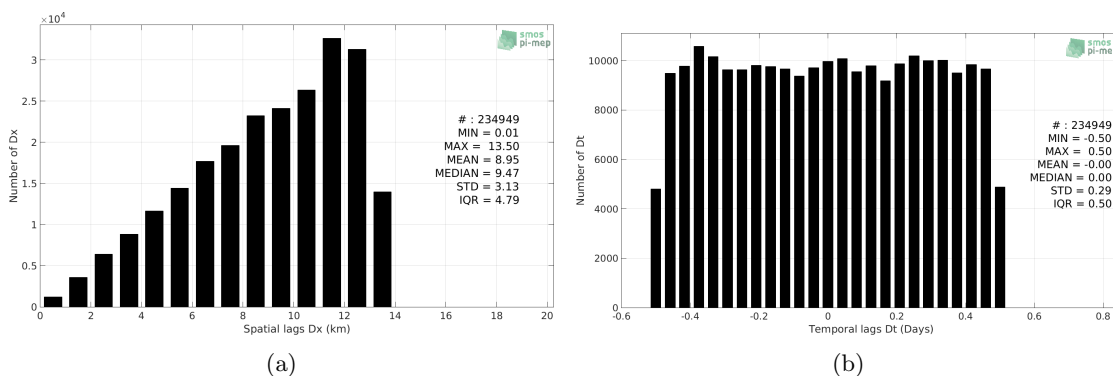 ×10⁴
3
2.5
2
1.5
1
0.5
0
Number of Dx
0 2 4 6 8 10 12 14 16 18 20
Spatial lags Dx (km)
smos
pi-mep
# : 234949
MIN = 0.01
MAX = 13.50
MEAN = 8.95
MEDIAN = 9.47
STD = 3.13
IQR = 4.79
(a)
10000
8000
6000
4000
2000
0
Number of Dt
-0.6 -0.4 -0.2 0 0.2 0.4 0.6 0.8
Temporal lags Dt (Days)
smos
pi-me
# : 234949
MIN = -0.50
MAX = 0.50
MEAN = -0.00
MEDIAN = 0.00
STD = 0.29
IQR = 0.50
(b)